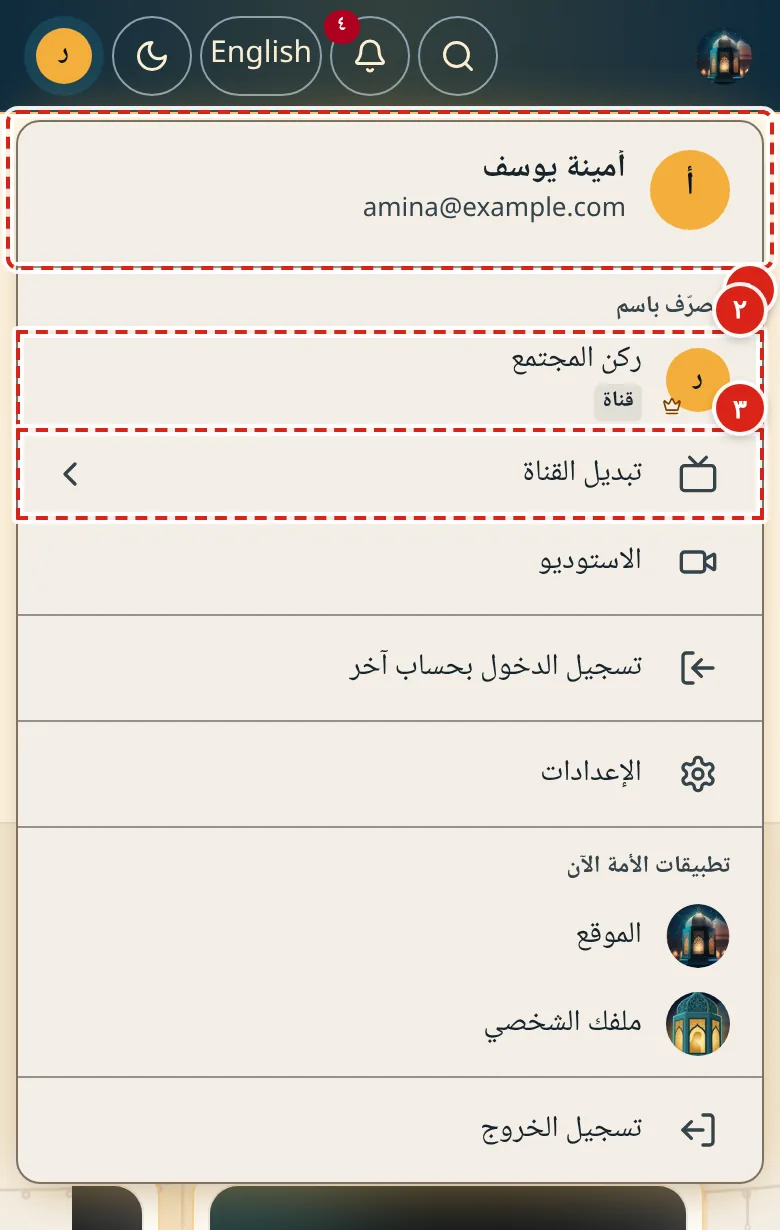 ر
English
٤
أمينة يوسف
أ
amina@example.com
٢
باسم
ركن المجتمع
ر
قناة
٣
تبديل القناة
الاستوديو
تسجيل الدخول بحساب آخر
الإعدادات
تطبيقات الأمة الآن
الموقع
ملفك الشخصي
تسجيل الخروج